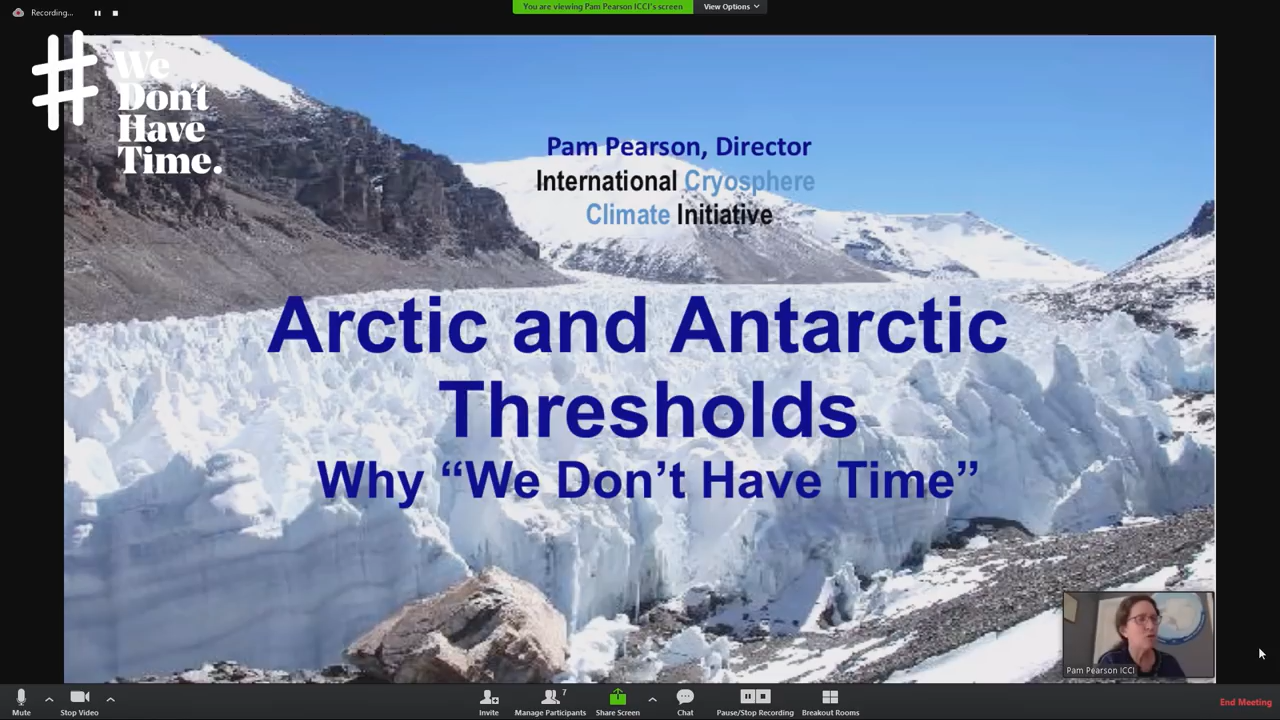 Recording...
You are viewing Pam Pearson ICCI's screen
View Options
#We
Don't
Have
Time.
Pam Pearson, Director
International Cryosphere
Climate Initiative
Arctic and Antarctic
Thresholds
Why “We Don’t Have Time”
Pam Pearson ICCI
Mute
Stop Video
Invite
7
Manage Participants
Share Screen
Chat
Pause/Stop Recording
Breakout Rooms
End Meeting